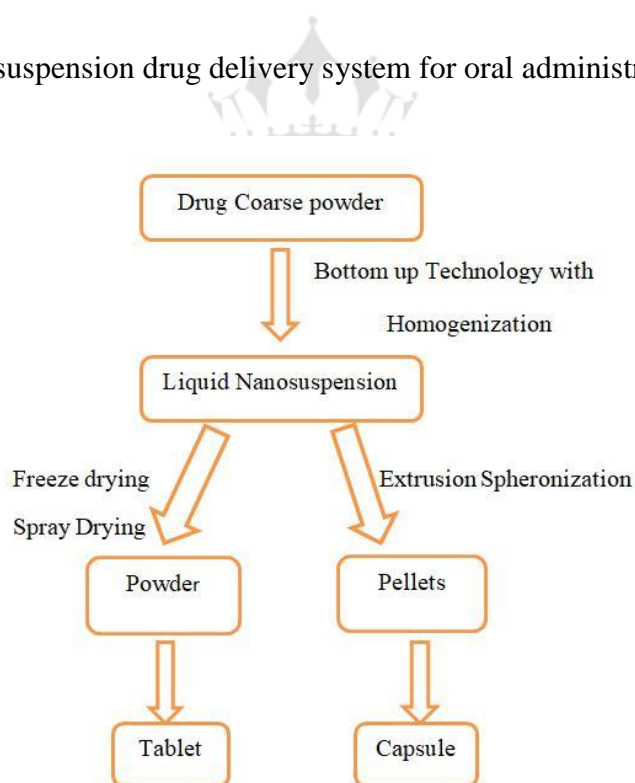 suspension drug delivery system for oral administ
Drug Coarse powder
Bottom up Technology with
Homogenization
Liquid Nanosuspension
Freeze drying
Spray Drying
Extrusion Spheronization
Powder
Pellets
Tablet
Capsule